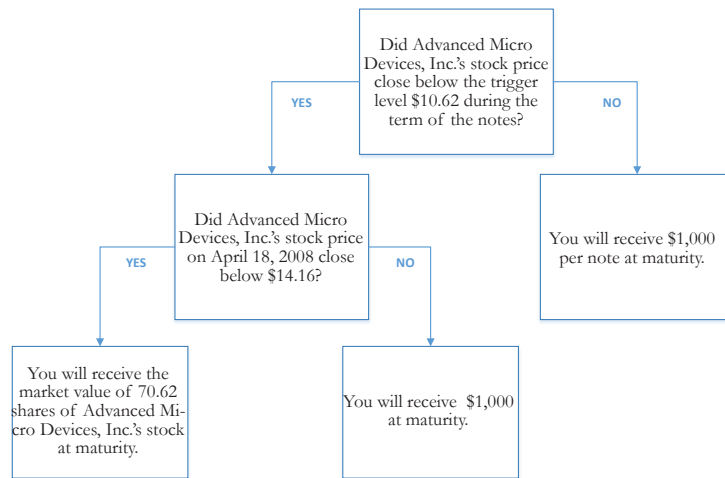 Did Advanced Micro
Devices, Inc.'s stock price
close below the trigger
level $10.62 during the
term of the notes?
YES
NO
Did Advanced Micro
Devices, Inc.'s stock price
on April 18, 2008 close
below $14.16?
You will receive $1,000
per note at maturity.
YES
NO
You will receive the
market value of 70.62
shares of Advanced Mi-
cro Devices, Inc.'s stock
at maturity.
You will receive $1,000
at maturity.